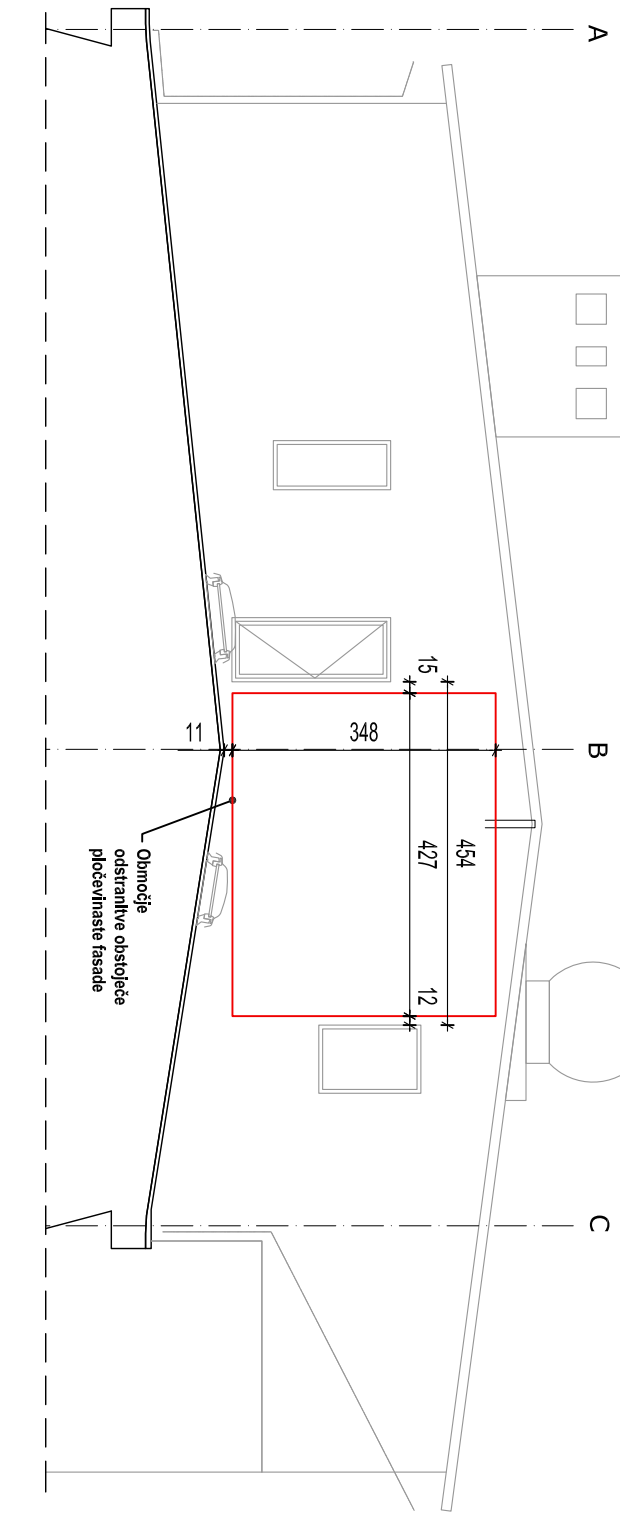 A
B
C
15
11
348
454
427
12
Območje
odstranitve obstoječe
pločevinaste fasade